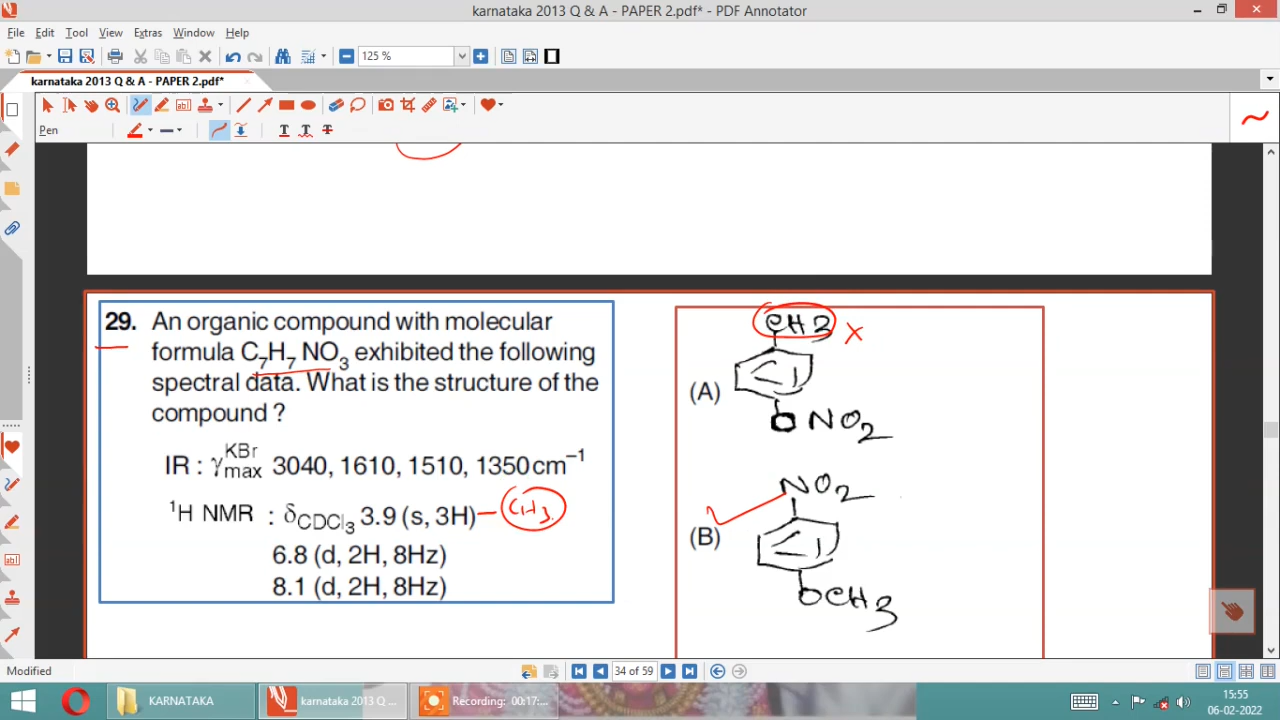 karnataka 2013 Q & A - PAPER 2.pdf* - PDF Annotator
File Edit Tool View Extras Window Help
125 %
karnataka 2013 Q & A - PAPER 2.pdf*
Pen
29. An organic compound with molecular
formula C₇H₇ NO₃ exhibited the following
spectral data. What is the structure of the
compound ?
IR : γ max KBr 3040, 1610, 1510, 1350 cm⁻¹
¹H NMR : δ CDCl₃ 3.9 (s, 3H) – CH₃
6.8 (d, 2H, 8Hz)
8.1 (d, 2H, 8Hz)
CH3 X
(A)
O NO2
NO2
(B)
OCH3
Modified
34 of 59
KARNATAKA
karnataka 2013 Q ...
Recording: 00:17:...
15:55
06-02-2022